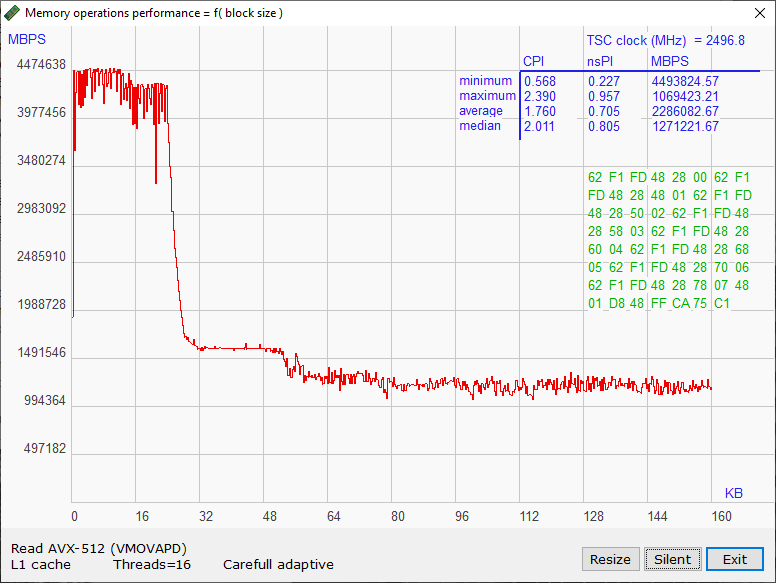 Memory operations performance = f( block size )
MBPS
TSC clock (MHz) = 2496.8
CPI nsPI MBPS
minimum 0.568 0.227 4493824.57
maximum 2.390 0.957 1069423.21
average 1.760 0.705 2286082.67
median 2.011 0.805 1271221.67
4474638
3977456
3480274
2983092
2485910
1988728
1491546
994364
497182
62 F1 FD 48 28 00 62 F1
FD 48 28 48 01 62 F1 FD
48 28 50 02 62 F1 FD 48
28 58 03 62 F1 FD 48 28
60 04 62 F1 FD 48 28 68
05 62 F1 FD 48 28 70 06
62 F1 FD 48 28 78 07 48
01 D8 48 FF CA 75 C1
KB
0 16 32 48 64 80 96 112 128 144 160
Read AVX-512 (VMOVAPD)
L1 cache Threads=16 Carefull adaptive
Resize Silent Exit